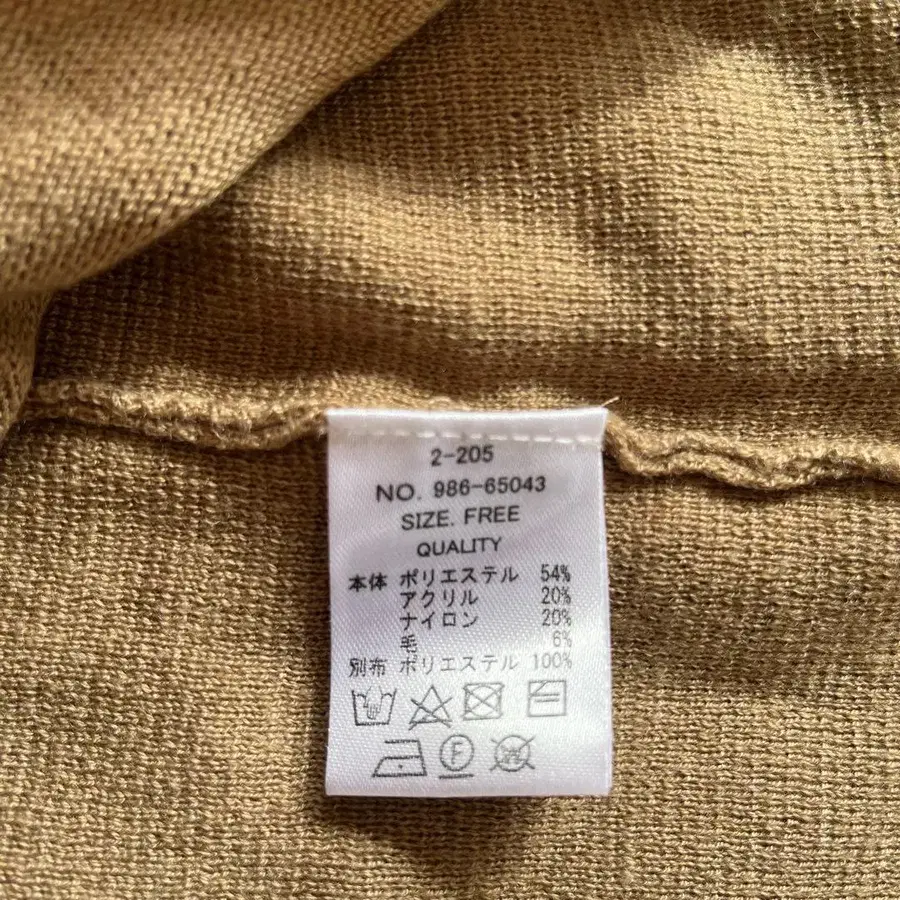 2-205
NO. 986-65043
SIZE. FREE
QUALITY
本体 ポリエステル 54%
アクリル 20%
ナイロン 20%
毛 6%
別布 ポリエステル 100%
F